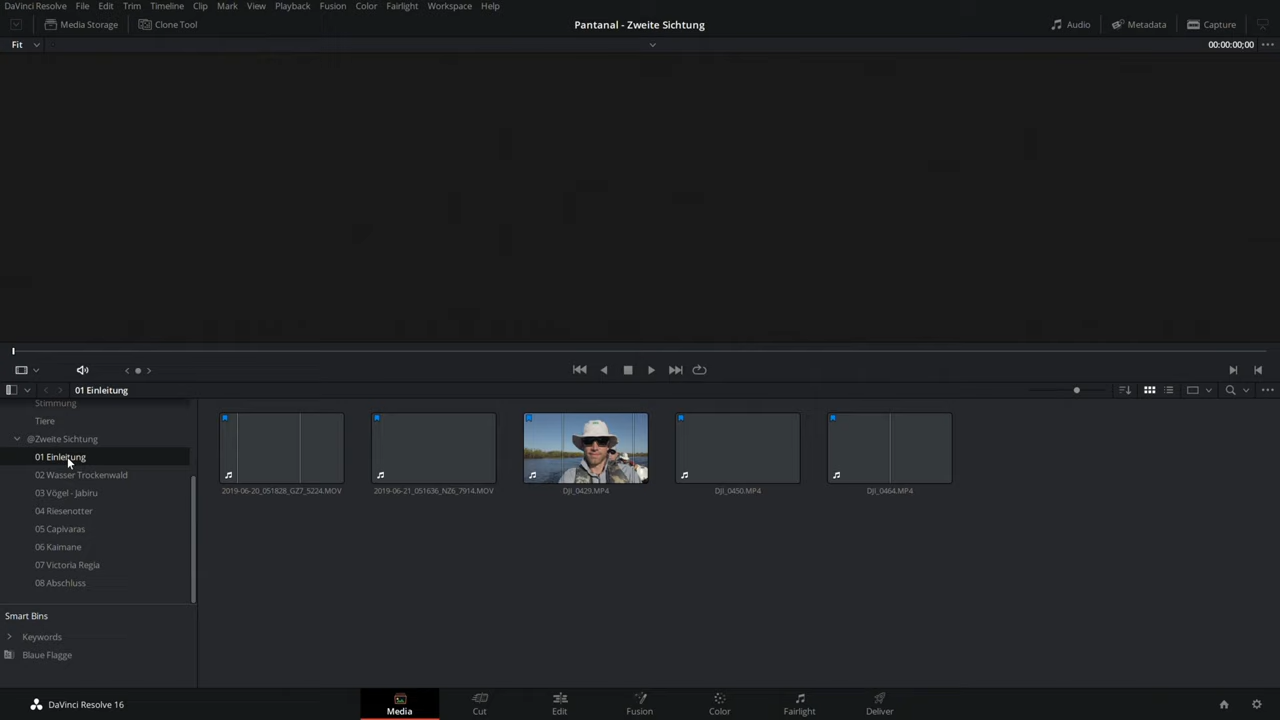 DaVinci Resolve File Edit Trim Timeline Clip Mark View Playback Fusion Color Fairlight Workspace Help
Media Storage Clone Tool Pantanal - Zweite Sichtung Audio Metadata Capture
Fit 00:00:00;00
01 Einleitung
Stimmung
Tiere
@Zweite Sichtung
01 Einleitung
02 Wasser Trockenwald
03 Vögel - Jabiru
04 Riesenotter
05 Capivaras
06 Kaimane
07 Victoria Regia
08 Abschluss
2019-06-20_051828_GZ7_5224.MOV 2019-06-21_051636_NZ6_7914.MOV DJI_0429.MP4 DJI_0450.MP4 DJI_0464.MP4
Smart Bins
Keywords
Blaue Flagge
DaVinci Resolve 16 Media Cut Edit Fusion Color Fairlight Deliver